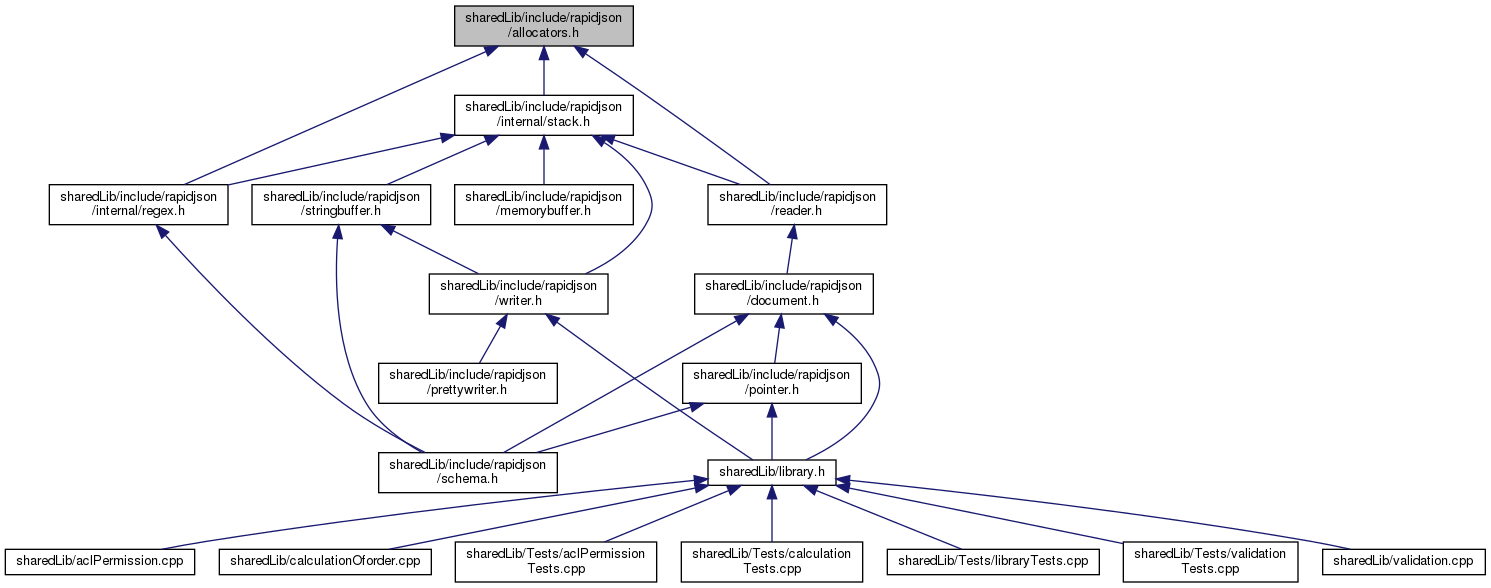 sharedLib/include/rapidjson
/allocators.h
sharedLib/include/rapidjson
/internal/stack.h
sharedLib/include/rapidjson
/internal/regex.h
sharedLib/include/rapidjson
/stringbuffer.h
sharedLib/include/rapidjson
/memorybuffer.h
sharedLib/include/rapidjson
/reader.h
sharedLib/include/rapidjson
/writer.h
sharedLib/include/rapidjson
/document.h
sharedLib/include/rapidjson
/prettywriter.h
sharedLib/include/rapidjson
/pointer.h
sharedLib/include/rapidjson
/schema.h
sharedLib/library.h
sharedLib/aclPermission.cpp
sharedLib/calculationOforder.cpp
sharedLib/Tests/aclPermission
Tests.cpp
sharedLib/Tests/calculation
Tests.cpp
sharedLib/Tests/libraryTests.cpp
sharedLib/Tests/validation
Tests.cpp
sharedLib/validation.cpp